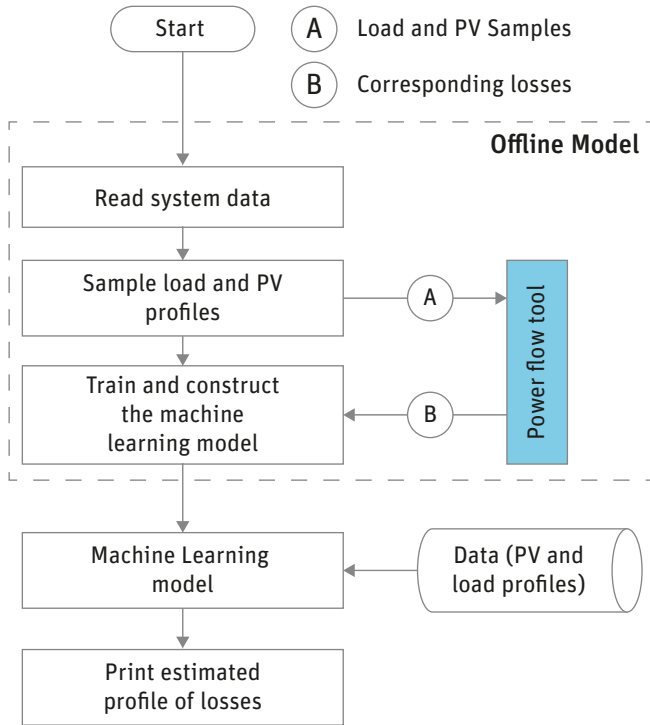 Start
A
Load and PV Samples
B
Corresponding losses
Offline Model
Read system data
Sample load and PV
profiles
A
Power flow tool
Train and construct
the machine
learning model
B
Machine Learning
model
Data (PV and
load profiles)
Print estimated
profile of losses